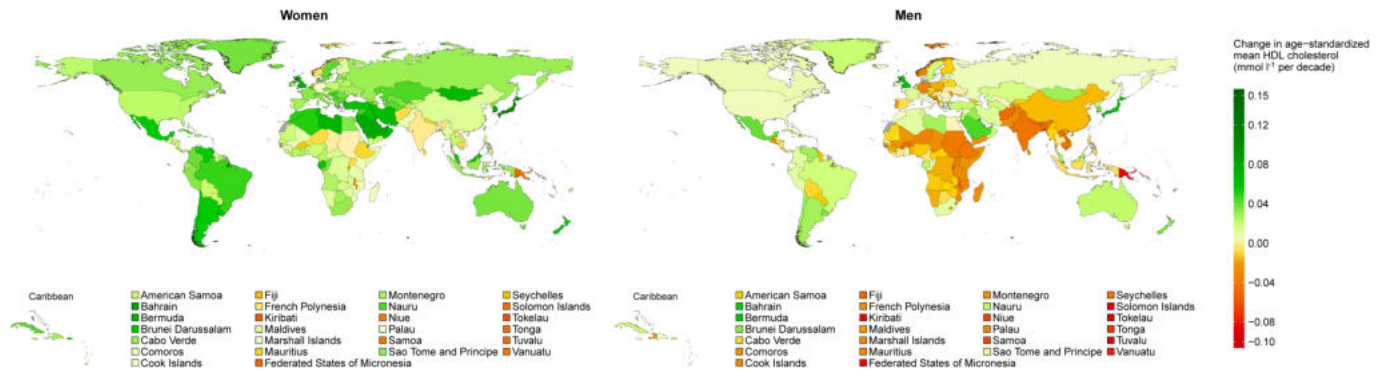 Women
Men
Change in age−standardized
mean HDL cholesterol
(mmol l⁻¹ per decade)
0.15
0.12
0.08
0.04
0.00
−0.04
−0.08
−0.10
Caribbean
American Samoa
Bahrain
Bermuda
Brunei Darussalam
Cabo Verde
Comoros
Cook Islands
Fiji
French Polynesia
Kiribati
Maldives
Marshall Islands
Mauritius
Federated States of Micronesia
Montenegro
Nauru
Niue
Palau
Samoa
Sao Tome and Principe
Seychelles
Solomon Islands
Tokelau
Tonga
Tuvalu
Vanuatu
Caribbean
American Samoa
Bahrain
Bermuda
Brunei Darussalam
Cabo Verde
Comoros
Cook Islands
Fiji
French Polynesia
Kiribati
Maldives
Marshall Islands
Mauritius
Federated States of Micronesia
Montenegro
Nauru
Niue
Palau
Samoa
Sao Tome and Principe
Seychelles
Solomon Islands
Tokelau
Tonga
Tuvalu
Vanuatu